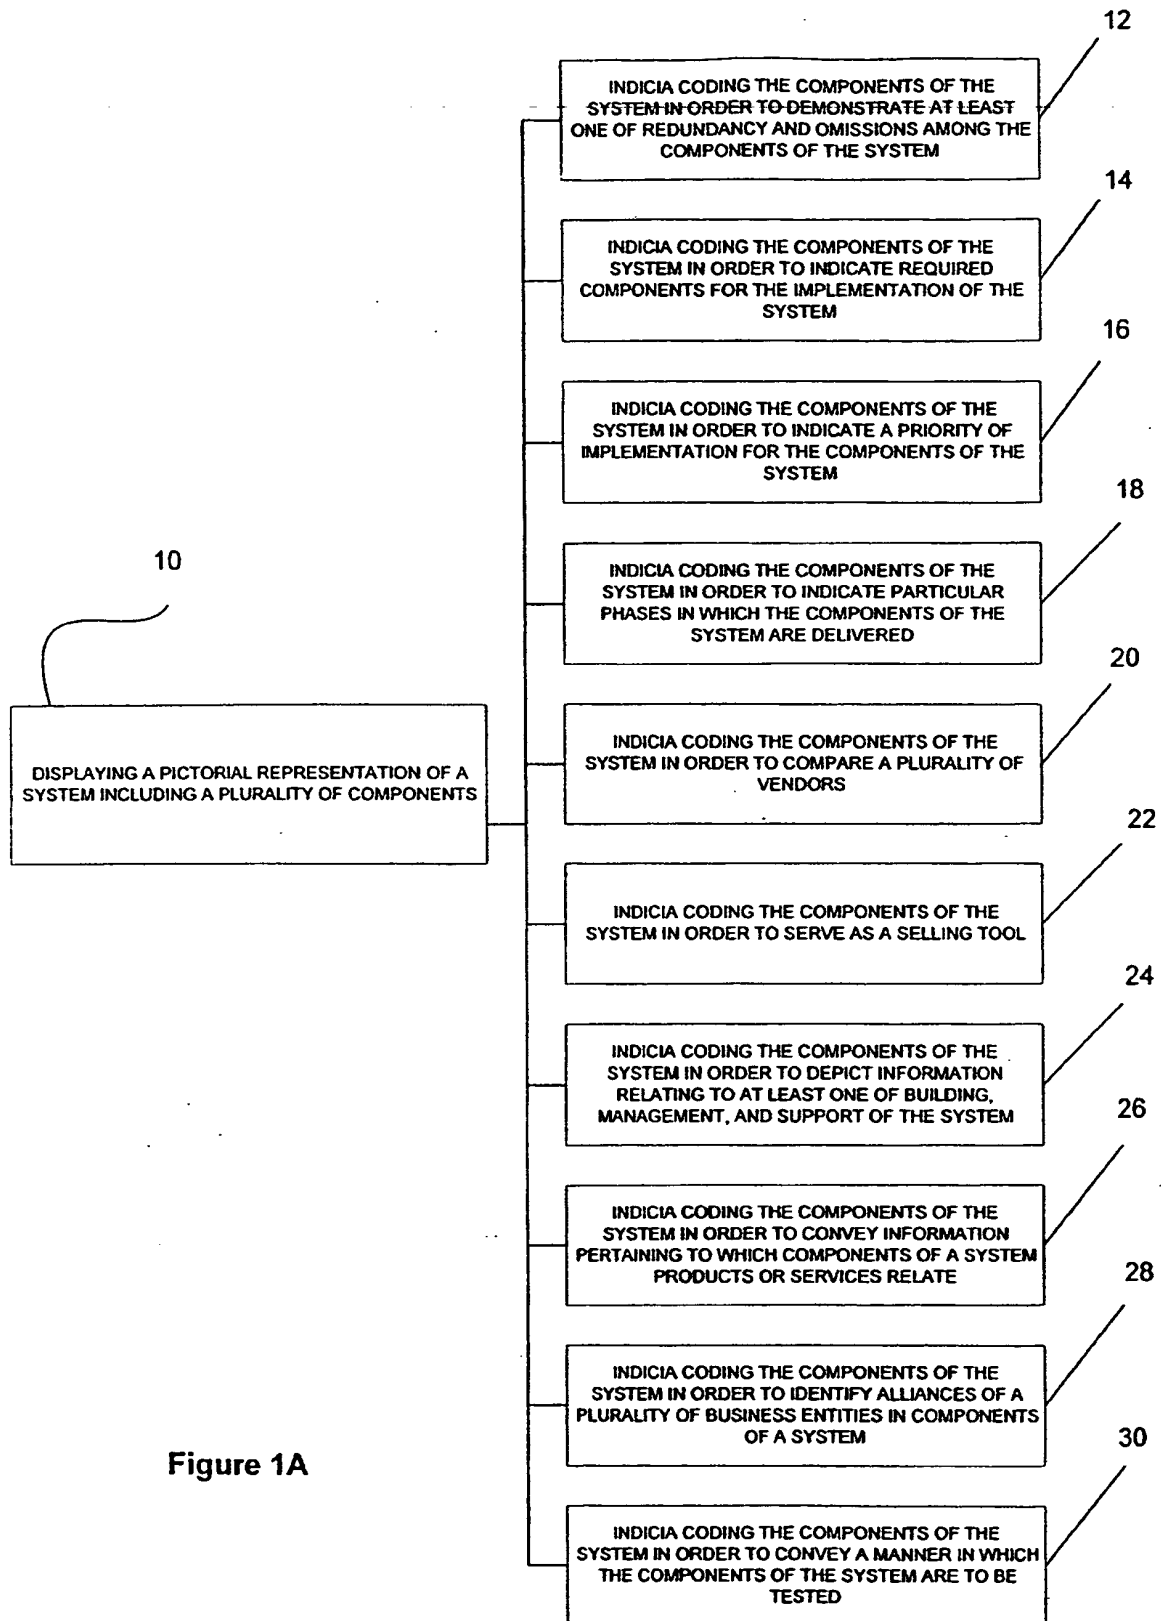 12
INDICIA CODING THE COMPONENTS OF THE
SYSTEM IN ORDER TO DEMONSTRATE AT LEAST
ONE OF REDUNDANCY AND OMISSIONS AMONG THE
COMPONENTS OF THE SYSTEM
14
INDICIA CODING THE COMPONENTS OF THE
SYSTEM IN ORDER TO INDICATE REQUIRED
COMPONENTS FOR THE IMPLEMENTATION OF THE
SYSTEM
16
INDICIA CODING THE COMPONENTS OF THE
SYSTEM IN ORDER TO INDICATE A PRIORITY OF
IMPLEMENTATION FOR THE COMPONENTS OF THE
SYSTEM
18
INDICIA CODING THE COMPONENTS OF THE
SYSTEM IN ORDER TO INDICATE PARTICULAR
PHASES IN WHICH THE COMPONENTS OF THE
SYSTEM ARE DELIVERED
10
DISPLAYING A PICTORIAL REPRESENTATION OF A
SYSTEM INCLUDING A PLURALITY OF COMPONENTS
20
INDICIA CODING THE COMPONENTS OF THE
SYSTEM IN ORDER TO COMPARE A PLURALITY OF
VENDORS
22
INDICIA CODING THE COMPONENTS OF THE
SYSTEM IN ORDER TO SERVE AS A SELLING TOOL
24
INDICIA CODING THE COMPONENTS OF THE
SYSTEM IN ORDER TO DEPICT INFORMATION
RELATING TO AT LEAST ONE OF BUILDING,
MANAGEMENT, AND SUPPORT OF THE SYSTEM
26
INDICIA CODING THE COMPONENTS OF THE
SYSTEM IN ORDER TO CONVEY INFORMATION
PERTAINING TO WHICH COMPONENTS OF A SYSTEM
PRODUCTS OR SERVICES RELATE
28
INDICIA CODING THE COMPONENTS OF THE
SYSTEM IN ORDER TO IDENTIFY ALLIANCES OF A
PLURALITY OF BUSINESS ENTITIES IN COMPONENTS
OF A SYSTEM
30
INDICIA CODING THE COMPONENTS OF THE
SYSTEM IN ORDER TO CONVEY A MANNER IN WHICH
THE COMPONENTS OF THE SYSTEM ARE TO BE
TESTED
Figure 1A